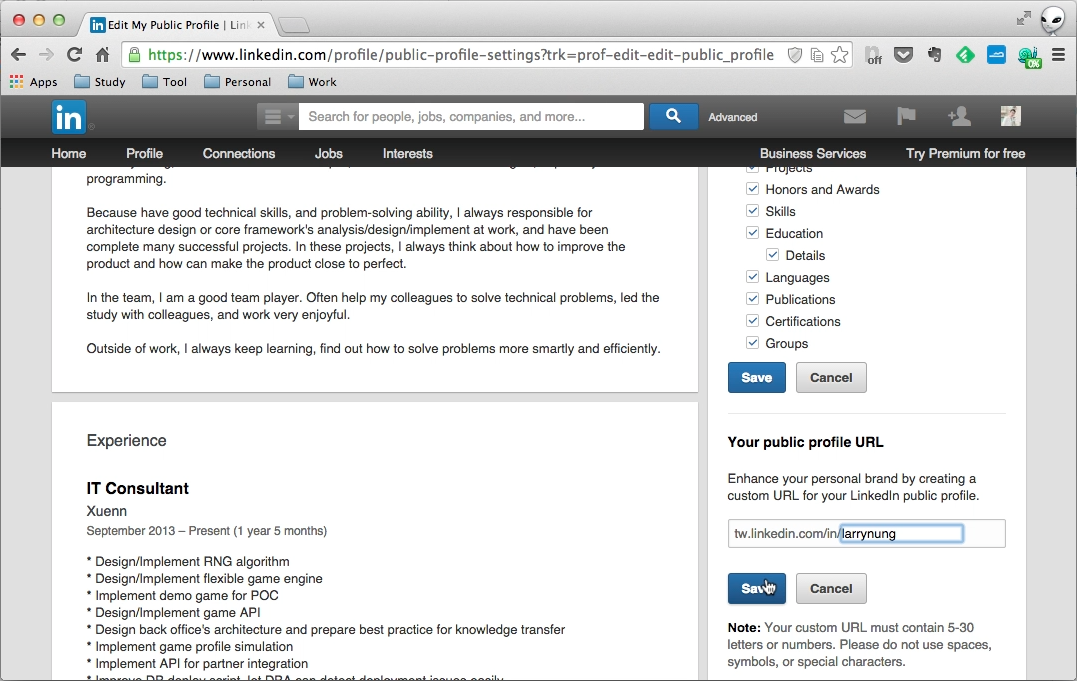 Edit My Public Profile | Lin
https://www.linkedin.com/profile/public-profile-settings?trk=prof-edit-edit-public_profile
off
0%
Apps Study Tool Personal Work
in
Search for people, jobs, companies, and more...
Advanced
Home Profile Connections Jobs Interests Business Services Try Premium for free
programming.
Because have good technical skills, and problem-solving ability, I always responsible for
architecture design or core framework's analysis/design/implement at work, and have been
complete many successful projects. In these projects, I always think about how to improve the
product and how can make the product close to perfect.
In the team, I am a good team player. Often help my colleagues to solve technical problems, led the
study with colleagues, and work very enjoyful.
Outside of work, I always keep learning, find out how to solve problems more smartly and efficiently.
Experience
IT Consultant
Xuenn
September 2013 – Present (1 year 5 months)
* Design/Implement RNG algorithm
* Design/Implement flexible game engine
* Implement demo game for POC
* Design/Implement game API
* Design back office's architecture and prepare best practice for knowledge transfer
* Implement game profile simulation
* Implement API for partner integration
* Improve DB deploy script, let DBA can detect deployment issues easily
Projects
Honors and Awards
Skills
Education
Details
Languages
Publications
Certifications
Groups
Save Cancel
Your public profile URL
Enhance your personal brand by creating a
custom URL for your LinkedIn public profile.
tw.linkedin.com/in/larrynung
Save Cancel
Note: Your custom URL must contain 5-30
letters or numbers. Please do not use spaces,
symbols, or special characters.